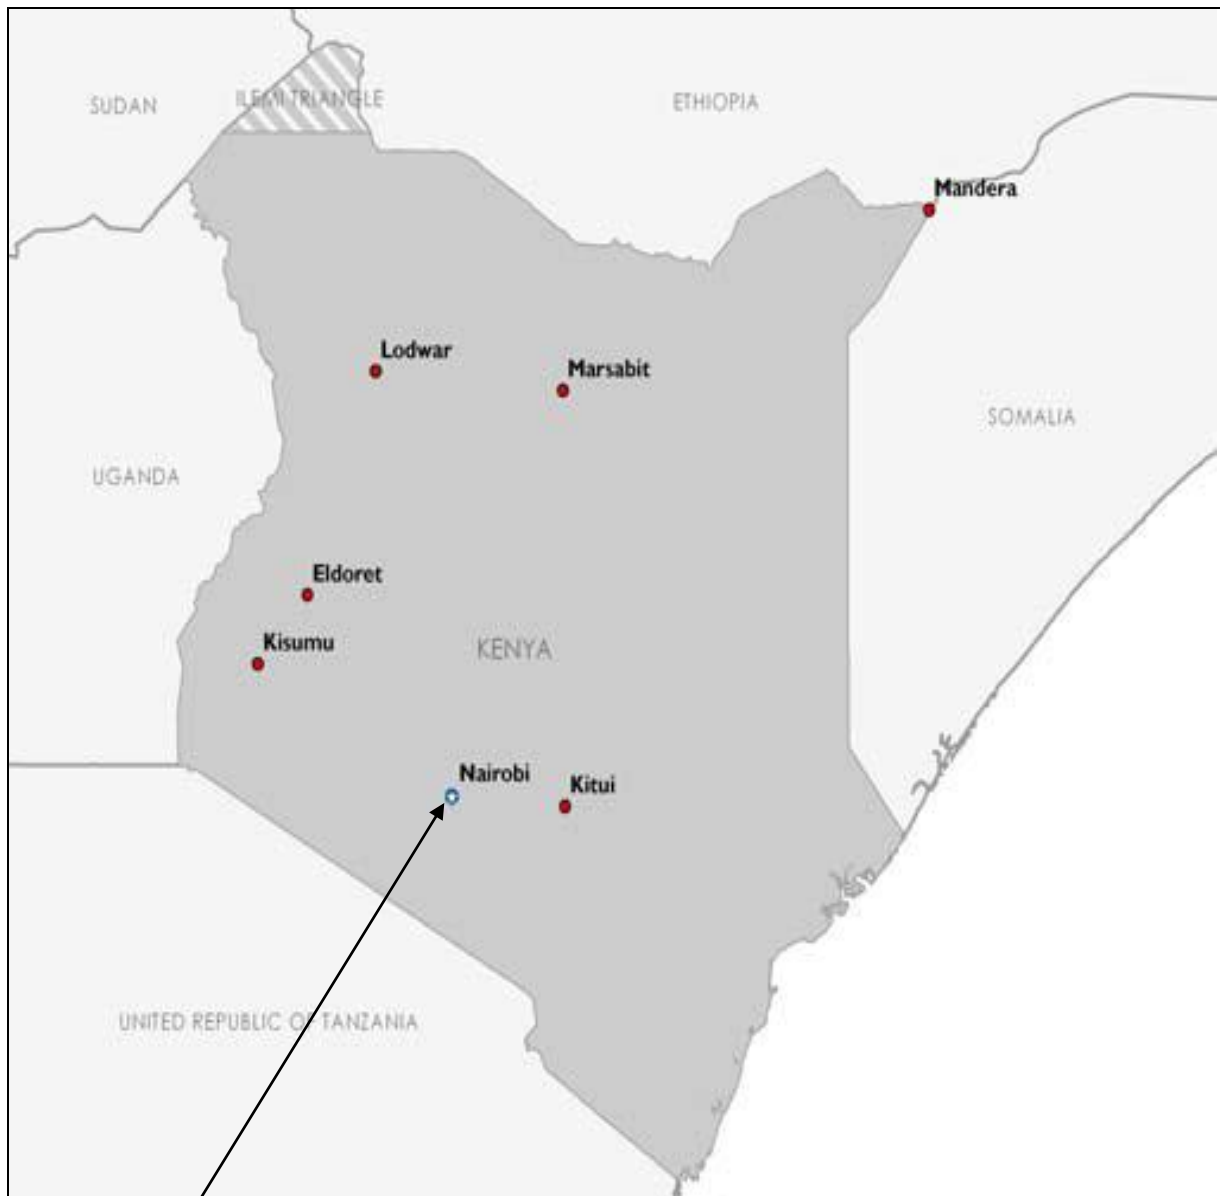 SUDAN
ILEMI TRIANGLE
ETHIOPIA
Mandera
Lodwar
Marsabit
SOMALIA
UGANDA
Eldoret
Kisumu
KENYA
Nairobi
Kitui
UNITED REPUBLIC OF TANZANIA